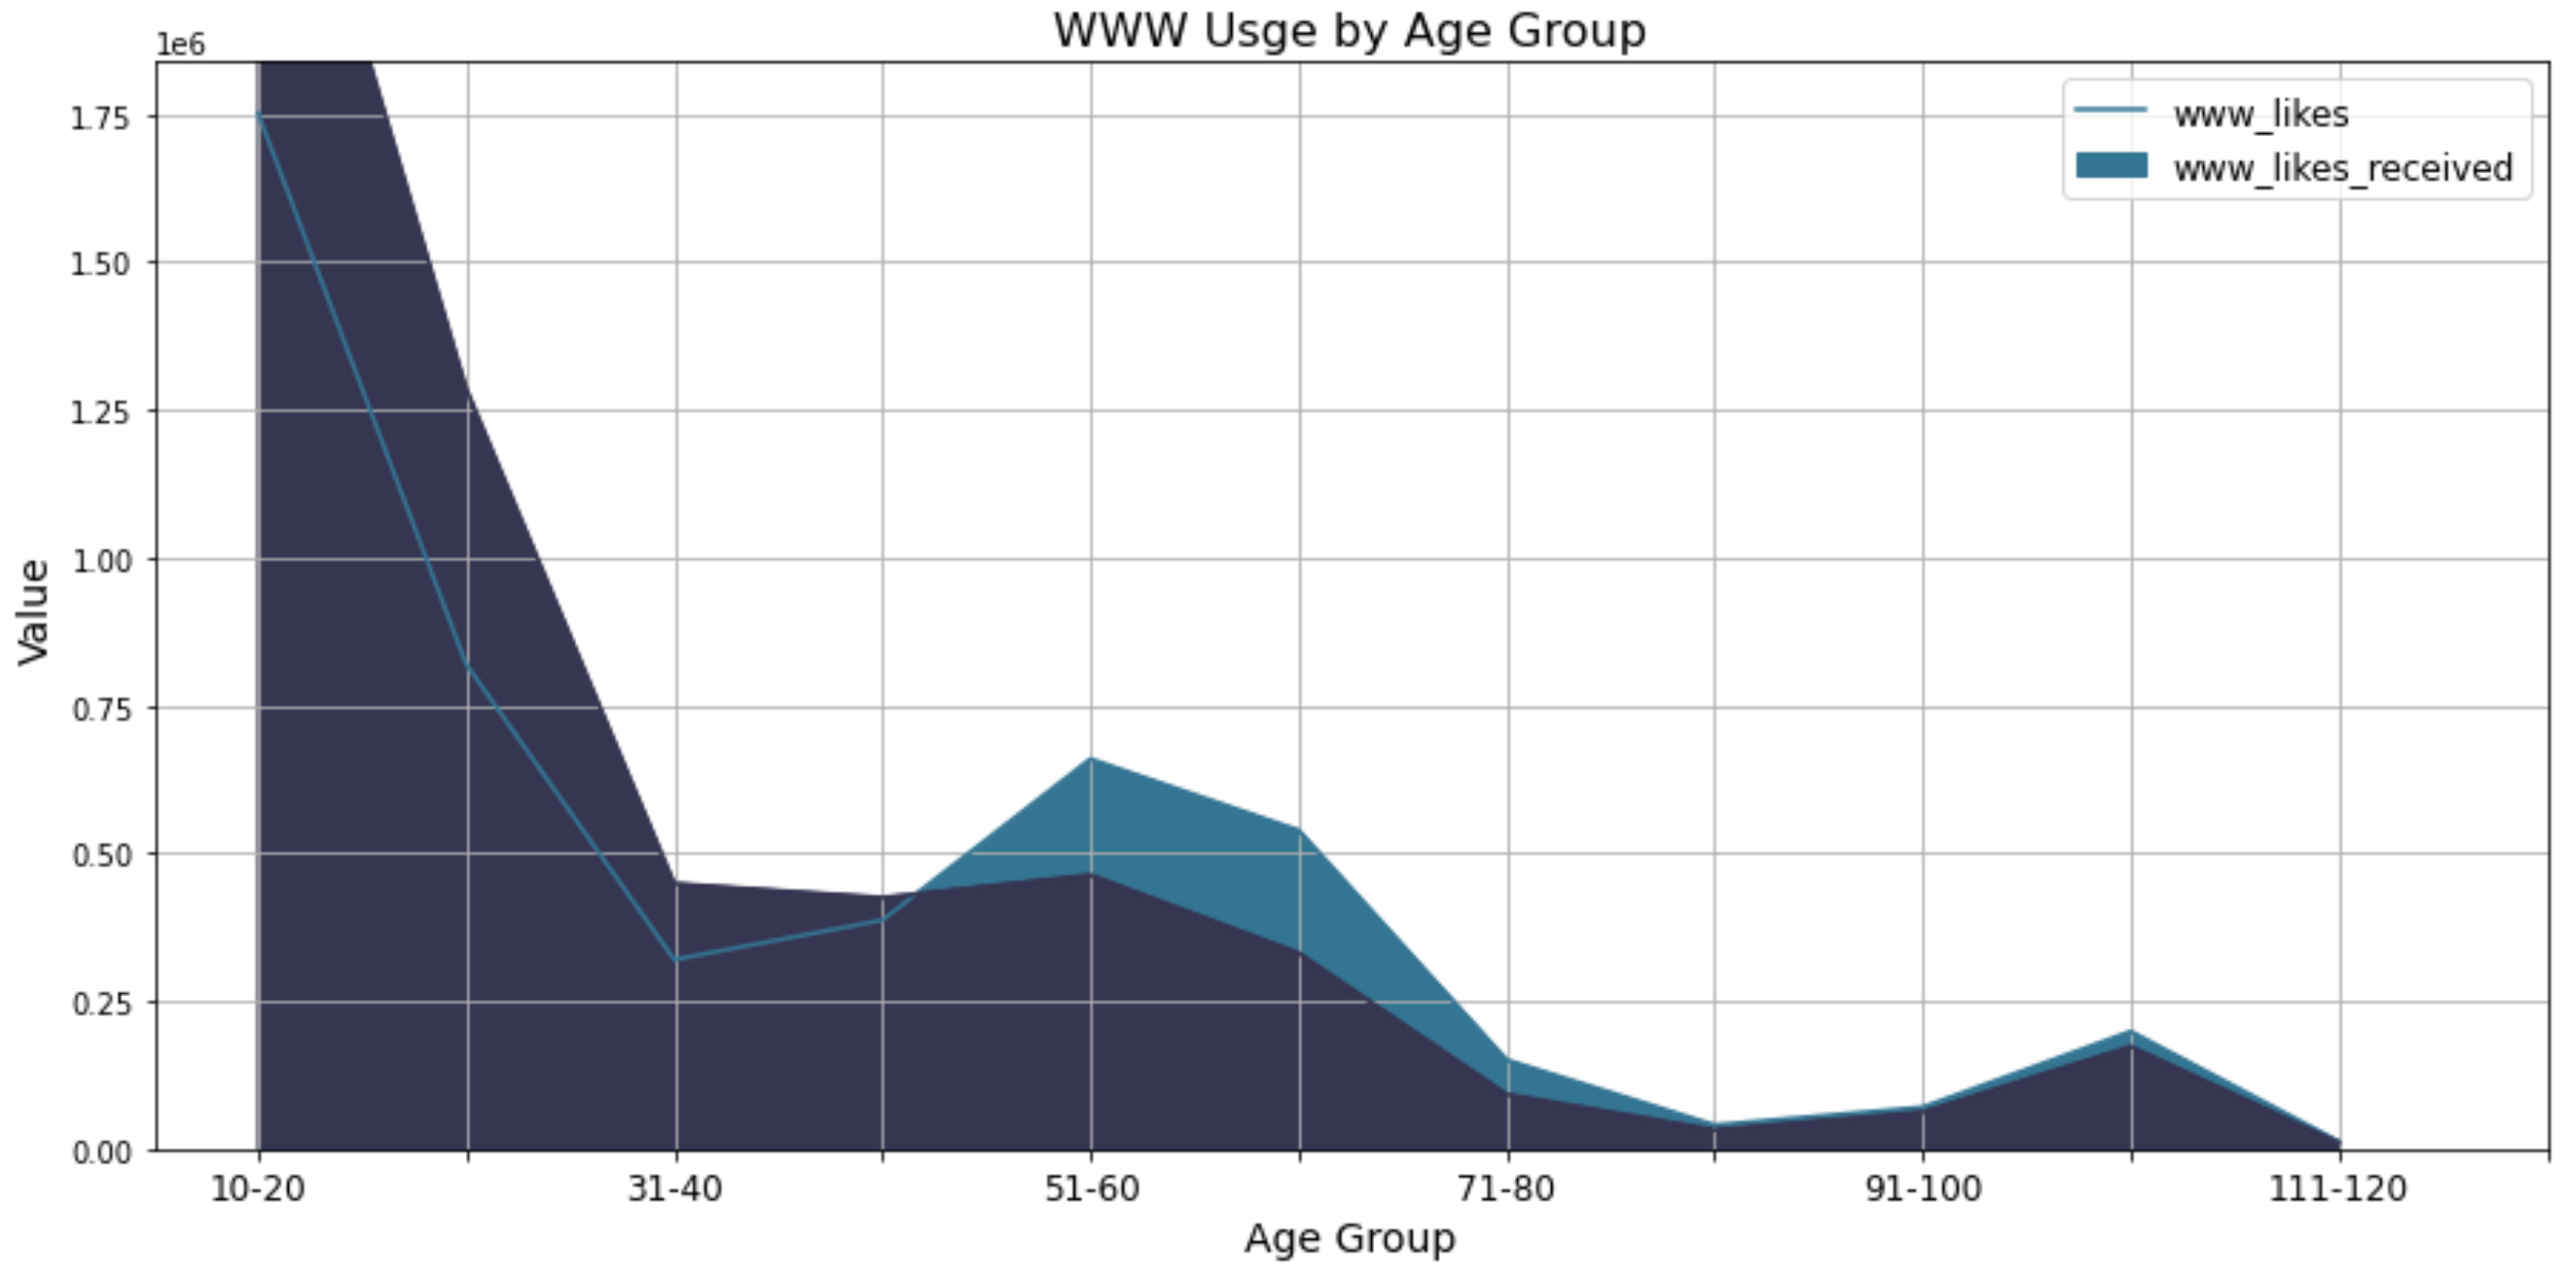 WWW Usge by Age Group
1e6
www_likes
www_likes_received
1.75
1.50
1.25
1.00
0.75
0.50
0.25
0.00
Value
10-20 31-40 51-60 71-80 91-100 111-120
Age Group